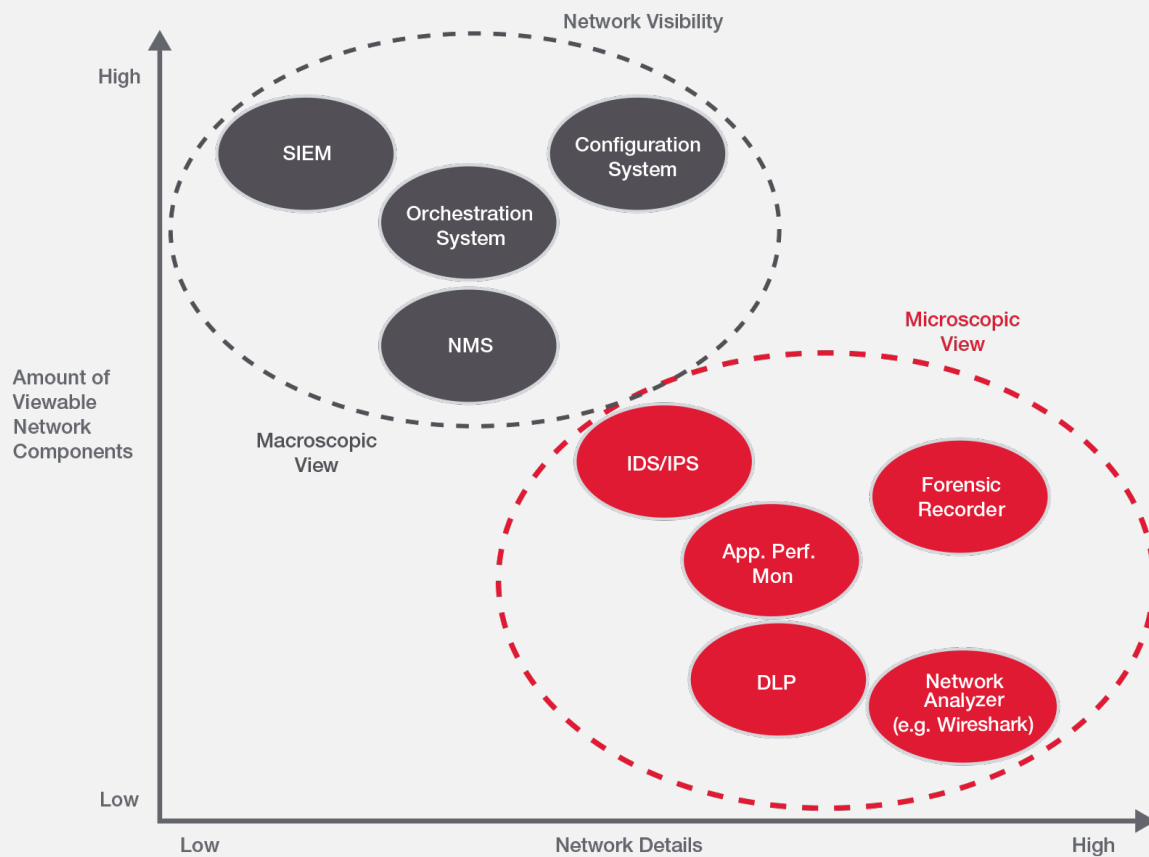 Network Visibility
High
SIEM
Configuration
System
Orchestration
System
NMS
Microscopic
View
Amount of
Viewable
Network
Components
Macroscopic
View
IDS/IPS
Forensic
Recorder
App. Perf.
Mon
DLP
Network
Analyzer
(e.g. Wireshark)
Low
Low
Network Details
High